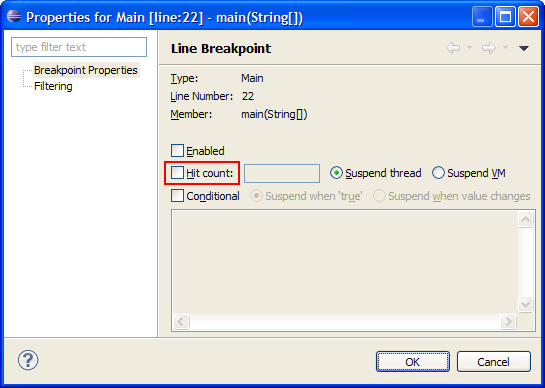 Properties for Main [line:22] - main(String[])
type filter text
Breakpoint Properties
Filtering
Line Breakpoint
Type: Main
Line Number: 22
Member: main(String[])
Enabled
Hit count: Suspend thread Suspend VM
Conditional Suspend when 'true' Suspend when value changes
?
OK Cancel